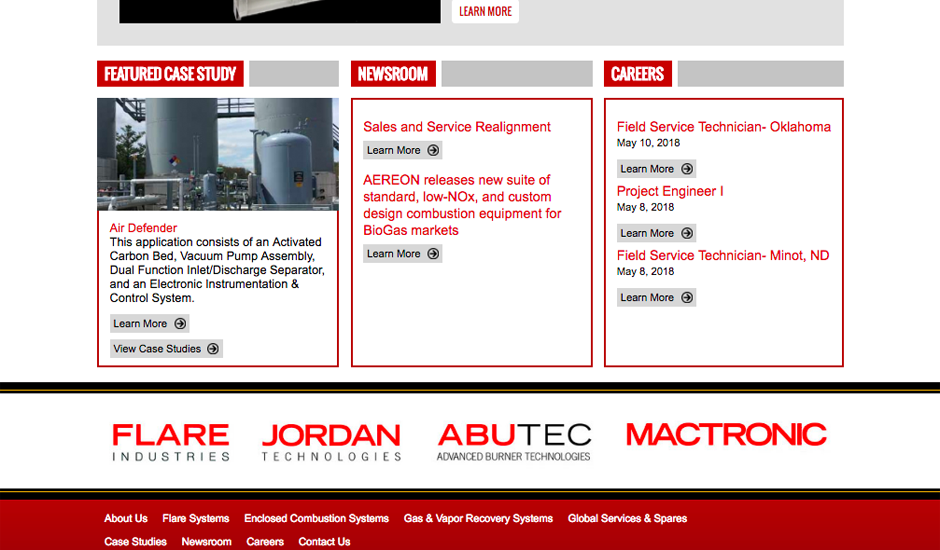 LEARN MORE
FEATURED CASE STUDY
Air Defender
This application consists of an Activated
Carbon Bed, Vacuum Pump Assembly,
Dual Function Inlet/Discharge Separator,
and an Electronic Instrumentation &
Control System.
Learn More
View Case Studies
NEWSROOM
Sales and Service Realignment
Learn More
AEREON releases new suite of
standard, low-NOx, and custom
design combustion equipment for
BioGas markets
Learn More
CAREERS
Field Service Technician- Oklahoma
May 10, 2018
Learn More
Project Engineer I
May 8, 2018
Learn More
Field Service Technician- Minot, ND
May 8, 2018
Learn More
FLARE
INDUSTRIES
JORDAN
TECHNOLOGIES
ABUTEC
ADVANCED BURNER TECHNOLOGIES
MACTRONIC
About Us Flare Systems Enclosed Combustion Systems Gas & Vapor Recovery Systems Global Services & Spares
Case Studies Newsroom Careers Contact Us